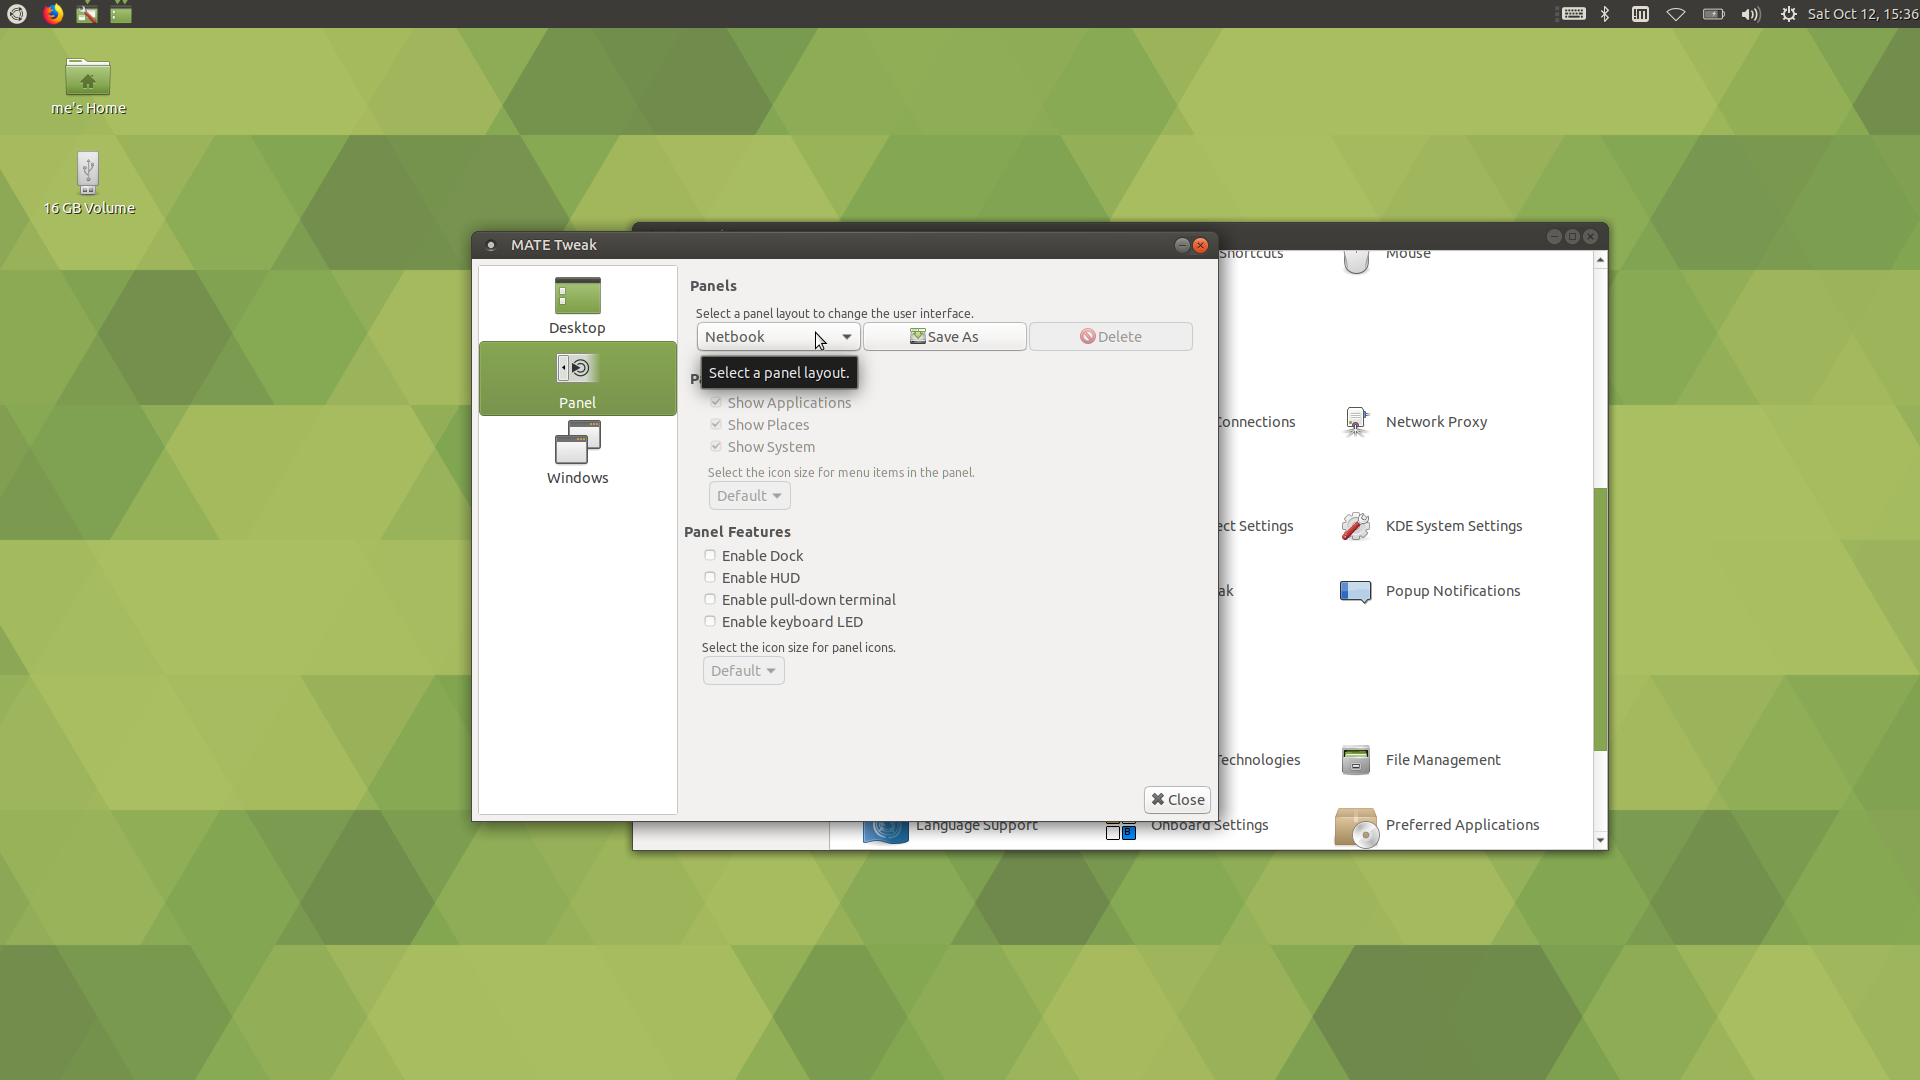 Sat Oct 12, 15:36
me's Home
16 GB Volume
MATE Tweak
Desktop
Panel
Windows
Panels
Select a panel layout to change the user interface.
Netbook
Save As
Delete
Select a panel layout.
Show Applications
Show Places
Show System
Select the icon size for menu items in the panel.
Default
Panel Features
Enable Dock
Enable HUD
Enable pull-down terminal
Enable keyboard LED
Select the icon size for panel icons.
Default
Close
Shortcuts
Mouse
Connections
Network Proxy
ect Settings
KDE System Settings
ak
Popup Notifications
Technologies
File Management
Language Support
Onboard Settings
Preferred Applications